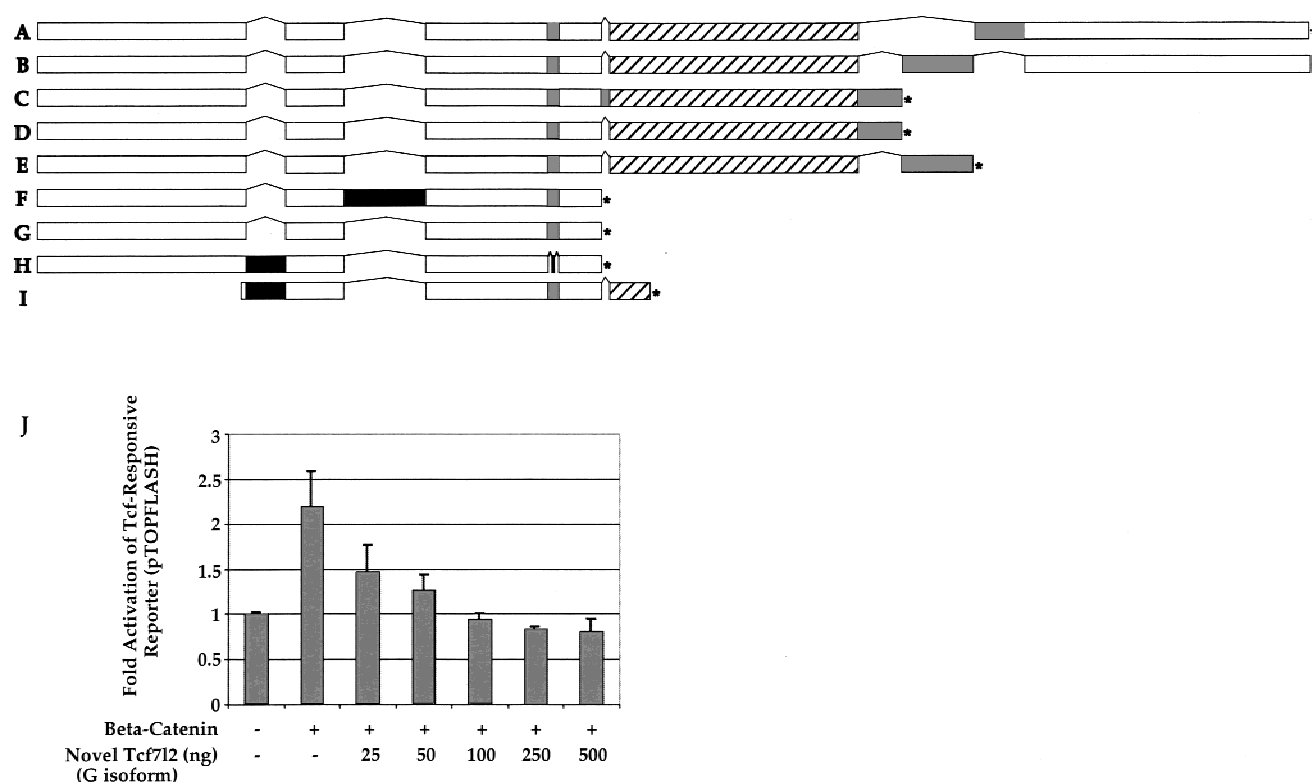 A
B
C *
D *
E *
F *
G *
H *
I *
J
Fold Activation of Tcf-Responsive
Reporter (pTOPFLASH)
3
2.5
2
1.5
1
0.5
0
Beta-Catenin - + + + + + +
Novel Tcf7l2 (ng) - - 25 50 100 250 500
(G isoform)